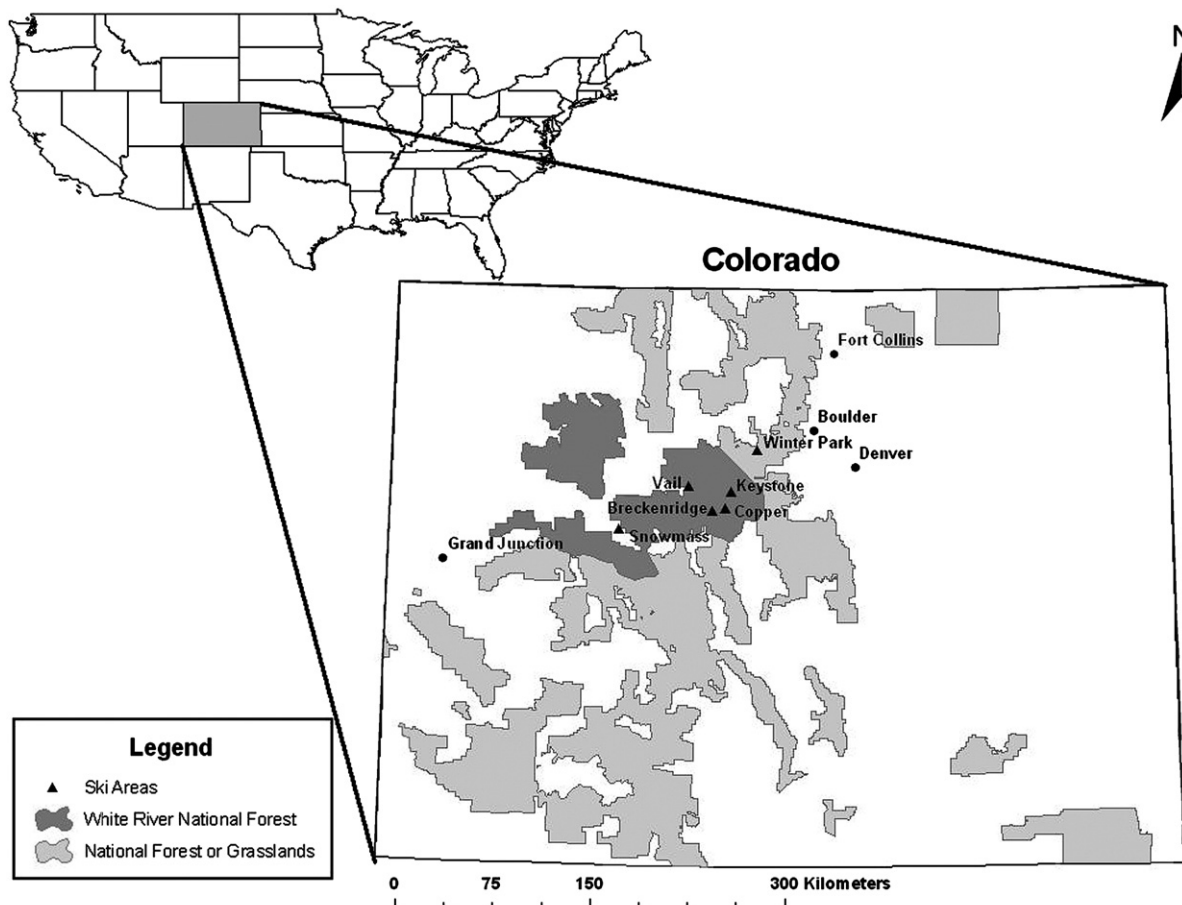 N
Colorado
Fort Collins
Boulder
Winter Park
Denver
Vail
Keystone
Breckenridge
Copper
Snowmass
Grand Junction
Legend
Ski Areas
White River National Forest
National Forest or Grasslands
0 75 150 300 Kilometers